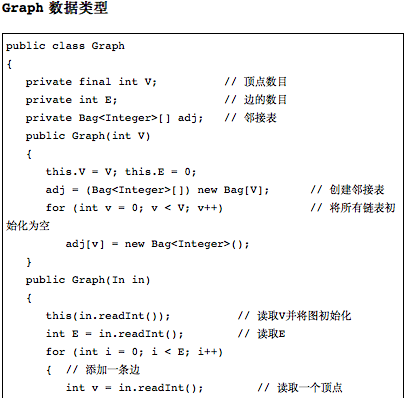 Graph 数据类型
public class Graph
{
private final int V; // 顶点数目
private int E; // 边的数目
private Bag<Integer>[] adj; // 邻接表
public Graph(int V)
{
this.V = V; this.E = 0;
adj = (Bag<Integer>[]) new Bag[V]; // 创建邻接表
for (int v = 0; v < V; v++) // 将所有链表初
始化为空
adj[v] = new Bag<Integer>();
}
public Graph(In in)
{
this(in.readInt()); // 读取V并将图初始化
int E = in.readInt(); // 读取E
for (int i = 0; i < E; i++)
{ // 添加一条边
int v = in.readInt(); // 读取一个顶点